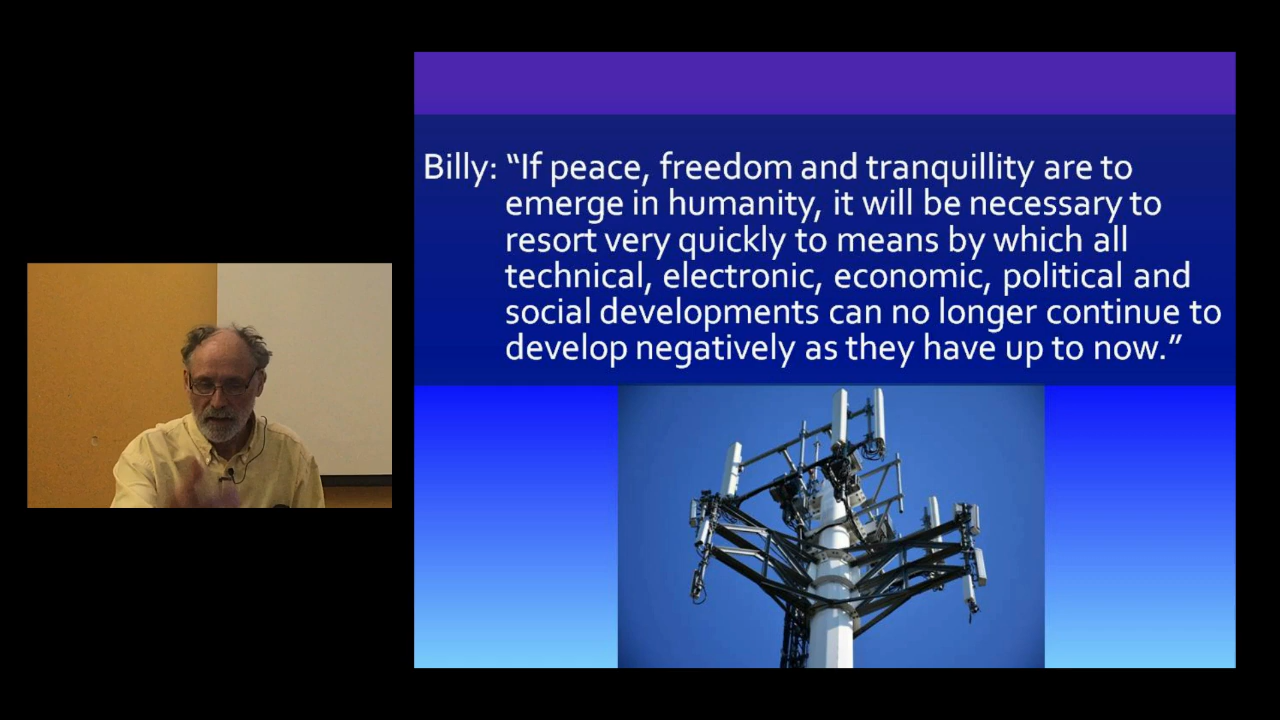 Billy: “If peace, freedom and tranquillity are to
emerge in humanity, it will be necessary to
resort very quickly to means by which all
technical, electronic, economic, political and
social developments can no longer continue to
develop negatively as they have up to now.”